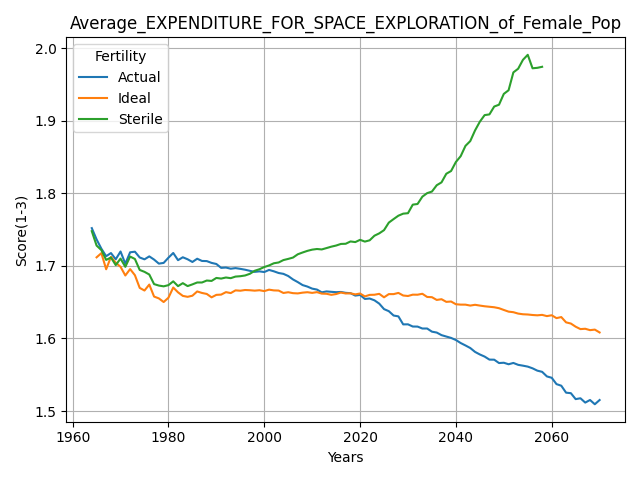 Average_EXPENDITURE_FOR_SPACE_EXPLORATION_of_Female_Pop
Fertility
Actual
Ideal
Sterile
Score(1-3)
2.0
1.9
1.8
1.7
1.6
1.5
1960 1980 2000 2020 2040 2060
Years